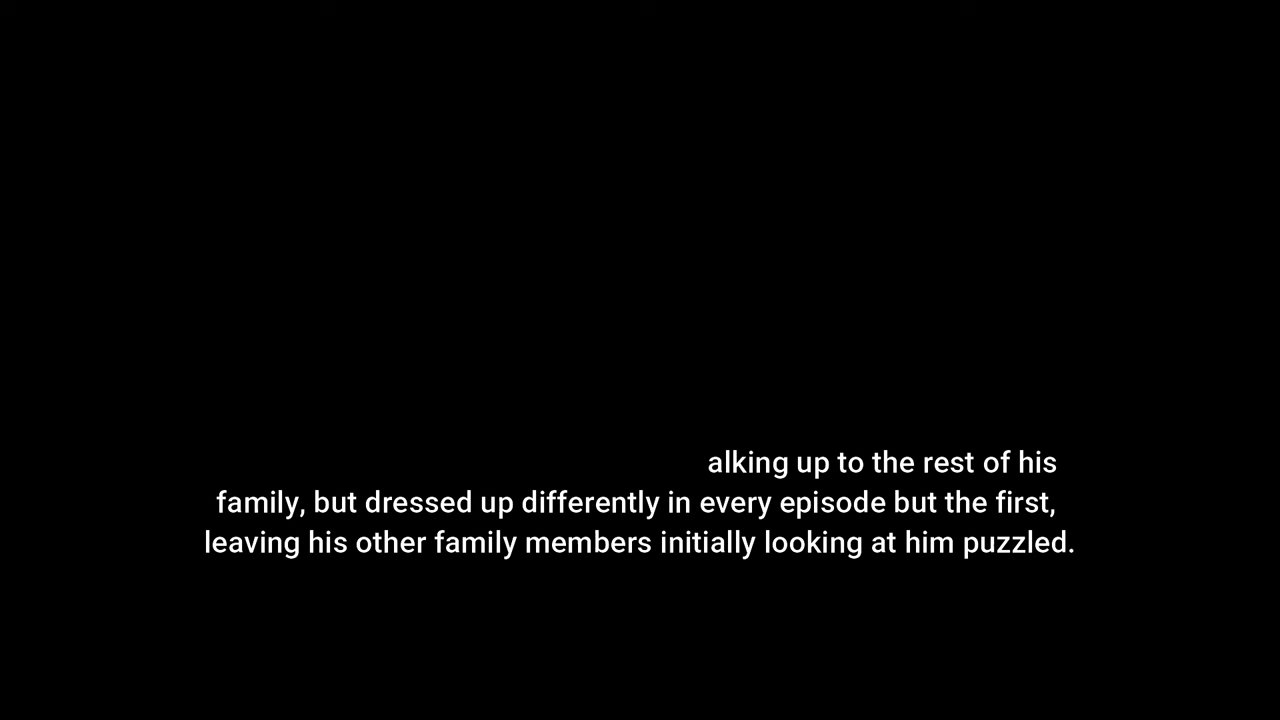 alking up to the rest of his
family, but dressed up differently in every episode but the first,
leaving his other family members initially looking at him puzzled.